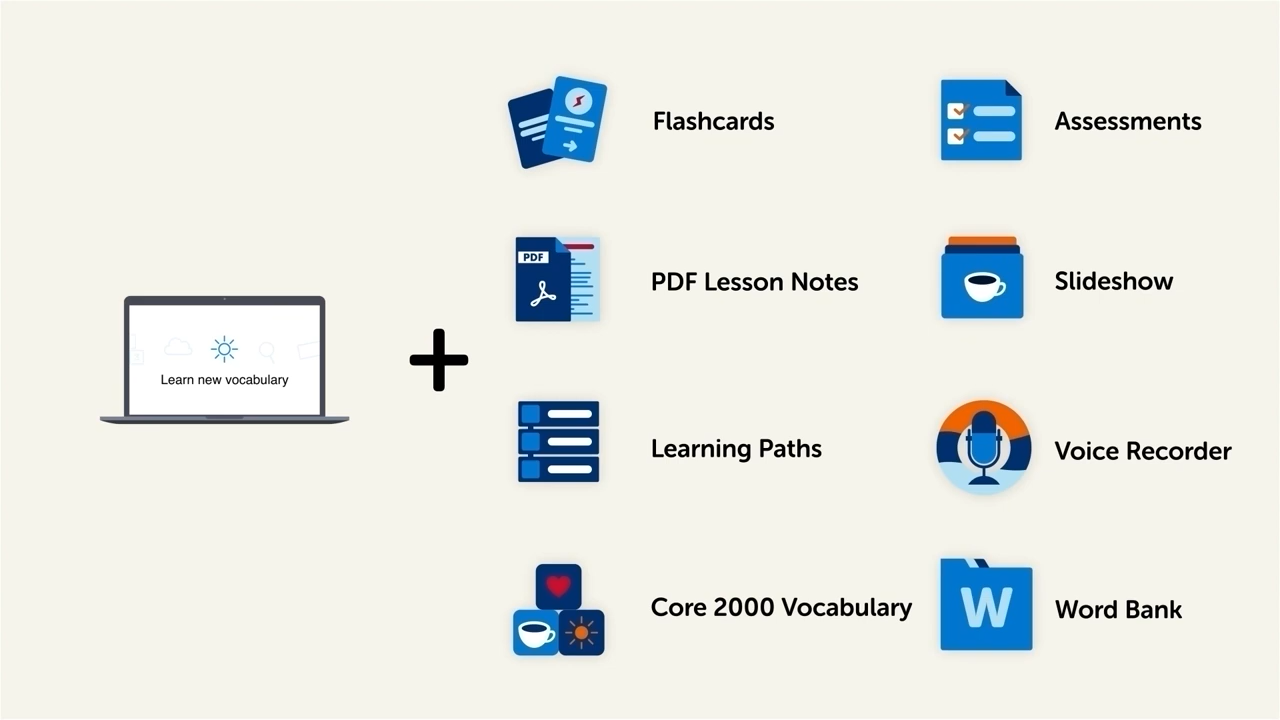 Learn new vocabulary
Flashcards
Assessments
PDF
PDF Lesson Notes
Slideshow
Learning Paths
Voice Recorder
Core 2000 Vocabulary
W
Word Bank